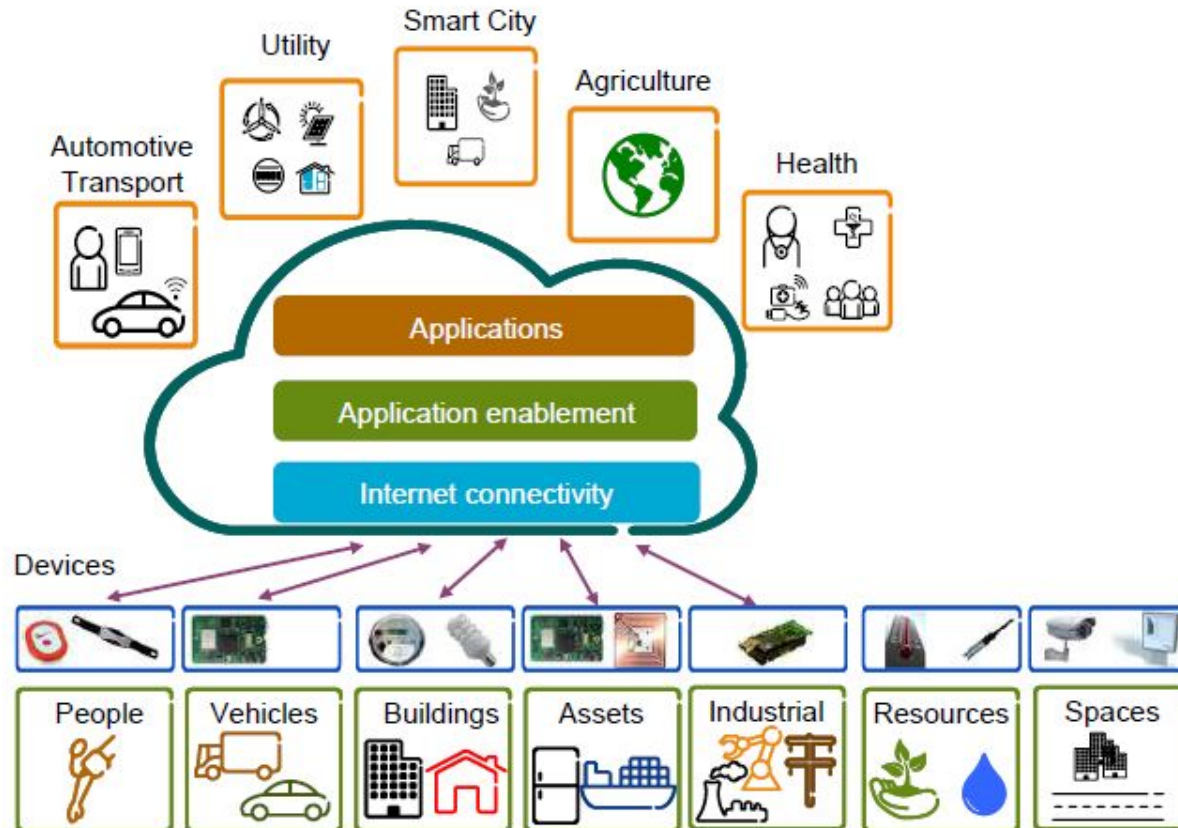 Smart City
Utility
Agriculture
Automotive
Transport
Health
Applications
Application enablement
Internet connectivity
Devices
People
Vehicles
Buildings
Assets
Industrial
Resources
Spaces